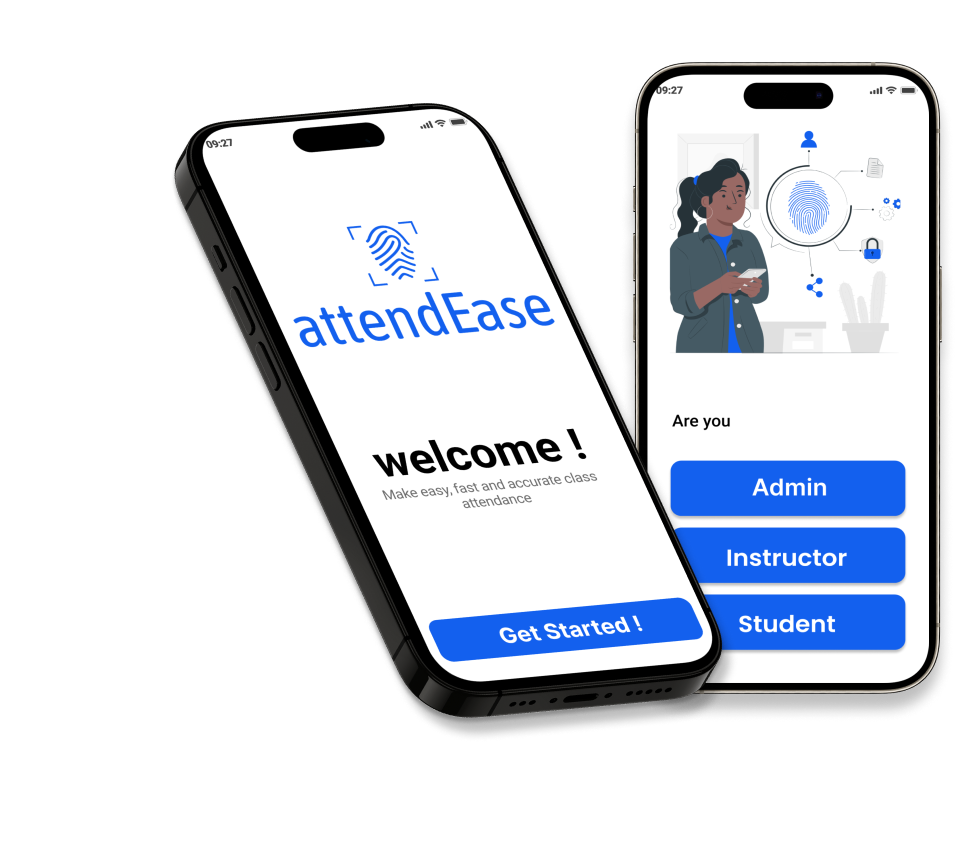 09:27
attendEase
welcome !
Make easy, fast and accurate class
attendance
Get Started !
09:27
Are you
Admin
Instructor
Student